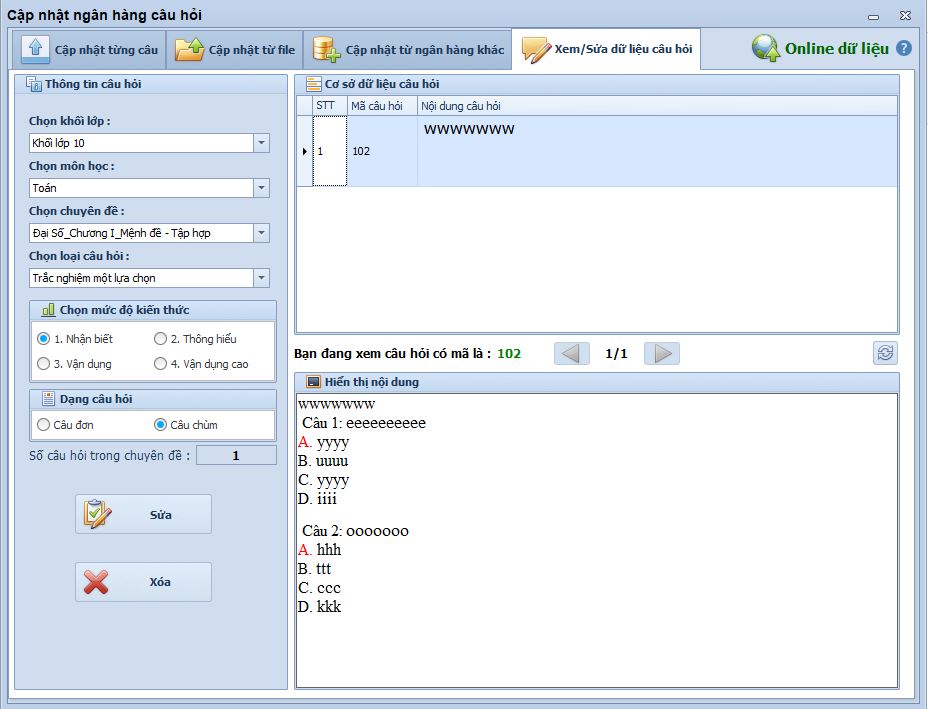 Cập nhật ngân hàng câu hỏi
Cập nhật từng câu
Cập nhật từ file
Cập nhật từ ngân hàng khác
Xem/Sửa dữ liệu câu hỏi
Online dữ liệu
Thông tin câu hỏi
Chọn khối lớp :
Khối lớp 10
Chọn môn học :
Toán
Chọn chuyên đề :
Đại Số_Chương I_Mệnh đề - Tập hợp
Chọn loại câu hỏi :
Trắc nghiệm một lựa chọn
Chọn mức độ kiến thức
1. Nhận biết 2. Thông hiểu
3. Vận dụng 4. Vận dụng cao
Dạng câu hỏi
Câu đơn Câu chùm
Số câu hỏi trong chuyên đề : 1
Sửa
Xóa
Cơ sở dữ liệu câu hỏi
STT Mã câu hỏi Nội dung câu hỏi
1 102 wwwwwww
Bạn đang xem câu hỏi có mã là : 102 1/1
Hiển thị nội dung
wwwwwww
Câu 1: eeeeeeeeee
A. yyyy
B. uuuu
C. yyyy
D. iiii
Câu 2: ooooooo
A. hhh
B. ttt
C. ccc
D. kkk